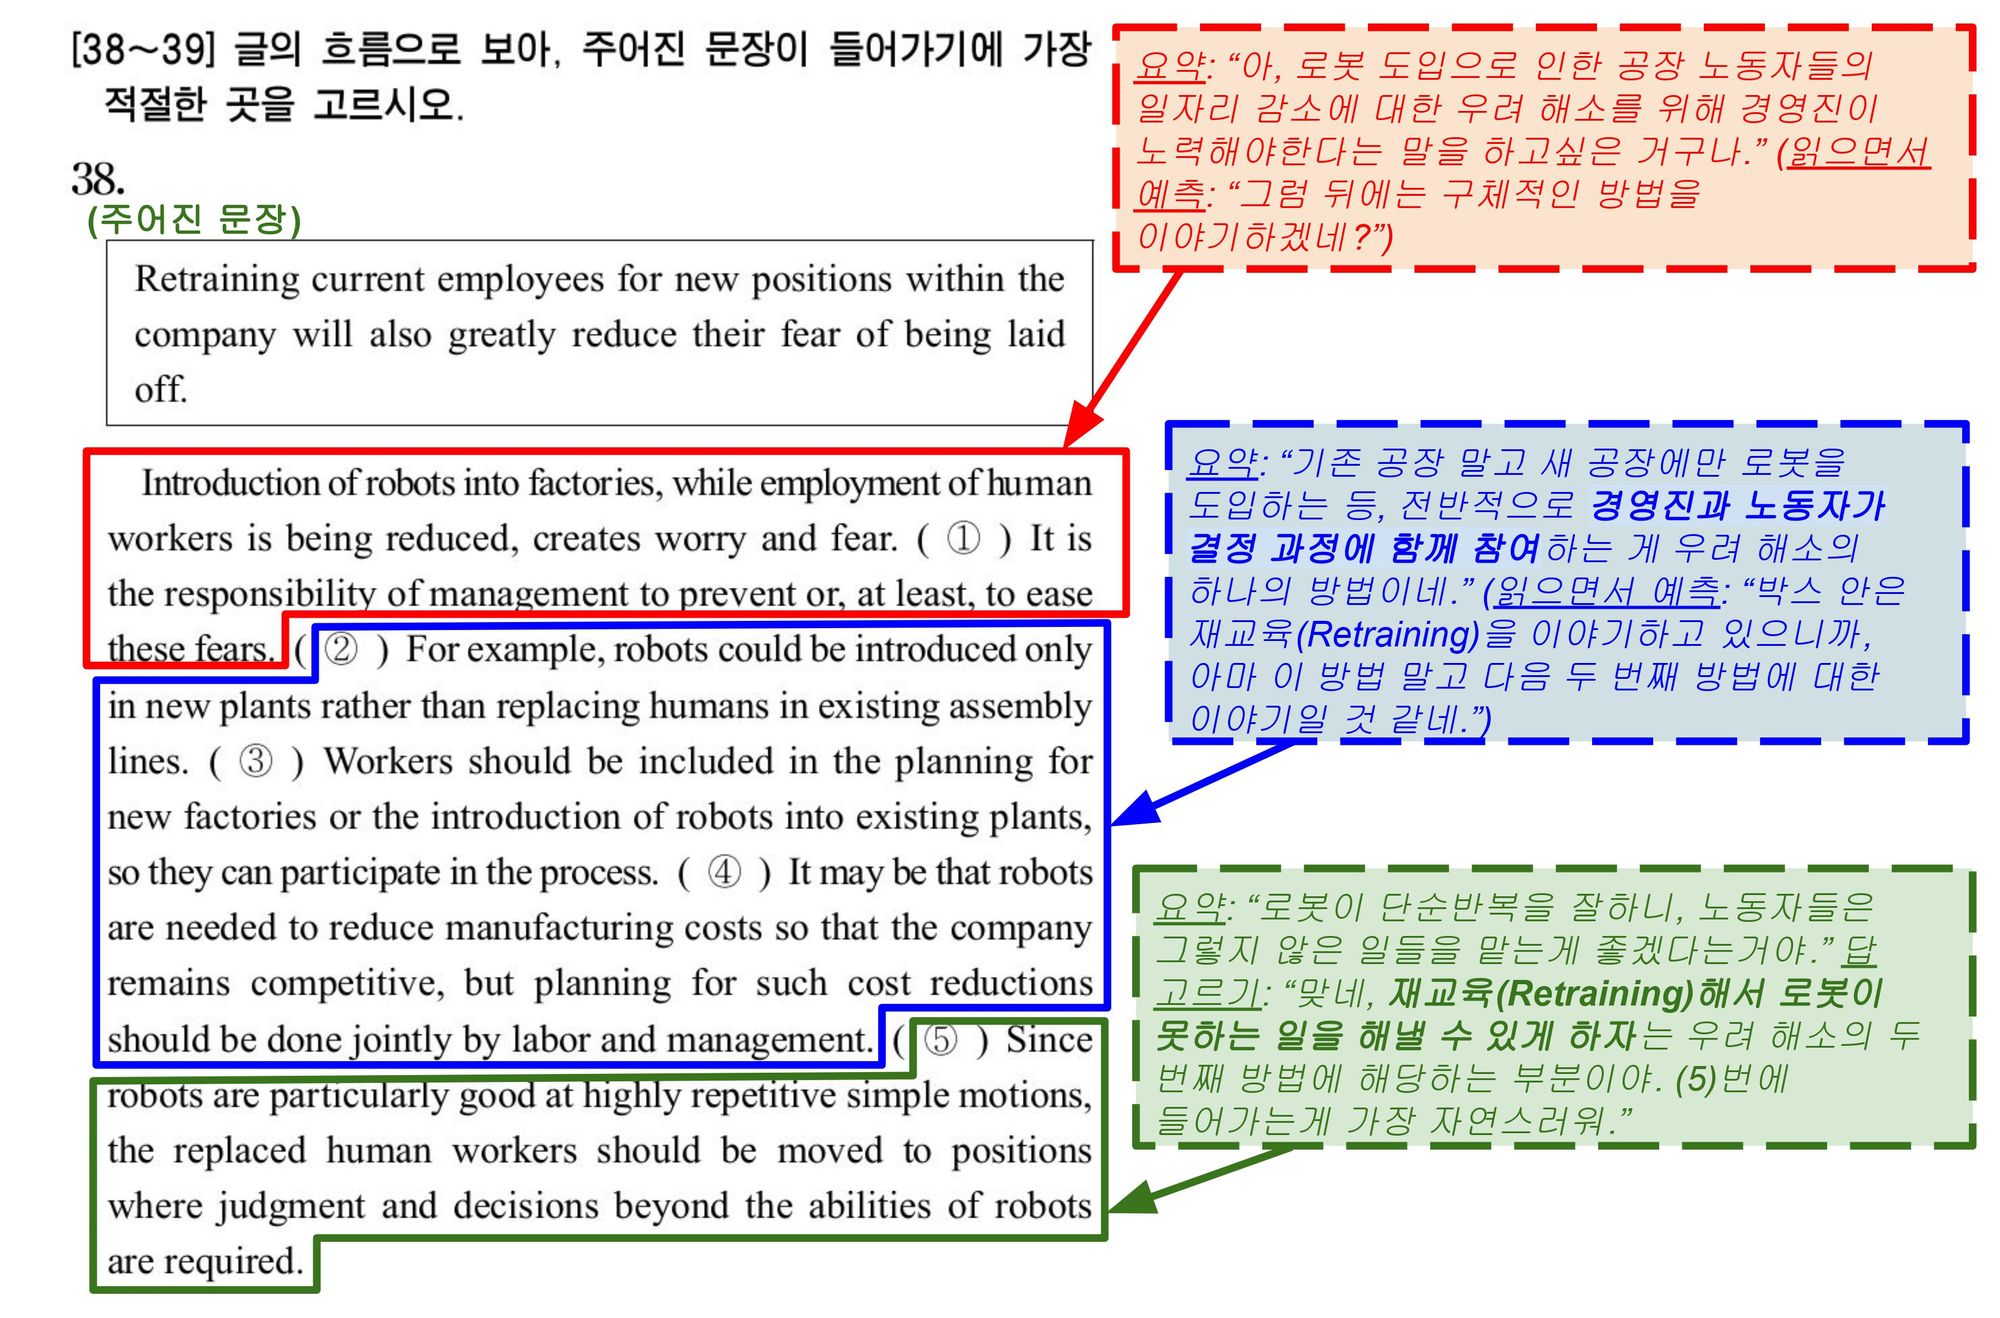 [38~39] 글의 흐름으로 보아, 주어진 문장이 들어가기에 가장
적절한 곳을 고르시오.
38.
(주어진 문장)
Retraining current employees for new positions within the
company will also greatly reduce their fear of being laid
off.
Introduction of robots into factories, while employment of human
workers is being reduced, creates worry and fear. ( ① ) It is
the responsibility of management to prevent or, at least, to ease
these fears. ( ② ) For example, robots could be introduced only
in new plants rather than replacing humans in existing assembly
lines. ( ③ ) Workers should be included in the planning for
new factories or the introduction of robots into existing plants,
so they can participate in the process. ( ④ ) It may be that robots
are needed to reduce manufacturing costs so that the company
remains competitive, but planning for such cost reductions
should be done jointly by labor and management. ( ⑤ ) Since
robots are particularly good at highly repetitive simple motions,
the replaced human workers should be moved to positions
where judgment and decisions beyond the abilities of robots
are required.
요약: “아, 로봇 도입으로 인한 공장 노동자들의
일자리 감소에 대한 우려 해소를 위해 경영진이
노력해야한다는 말을 하고싶은 거구나.” (읽으면서
예측: “그럼 뒤에는 구체적인 방법을
이야기하겠네?”)
요약: “기존 공장 말고 새 공장에만 로봇을
도입하는 등, 전반적으로 경영진과 노동자가
결정 과정에 함께 참여하는 게 우려 해소의
하나의 방법이네.” (읽으면서 예측: “박스 안은
재교육(Retraining)을 이야기하고 있으니까,
아마 이 방법 말고 다음 두 번째 방법에 대한
이야기일 것 같네.”)
요약: “로봇이 단순반복을 잘하니, 노동자들은
그렇지 않은 일들을 맡는게 좋겠다는거야.” 답
고르기: “맞네, 재교육(Retraining)해서 로봇이
못하는 일을 해낼 수 있게 하자는 우려 해소의 두
번째 방법에 해당하는 부분이야. (5)번에
들어가는게 가장 자연스러워.”